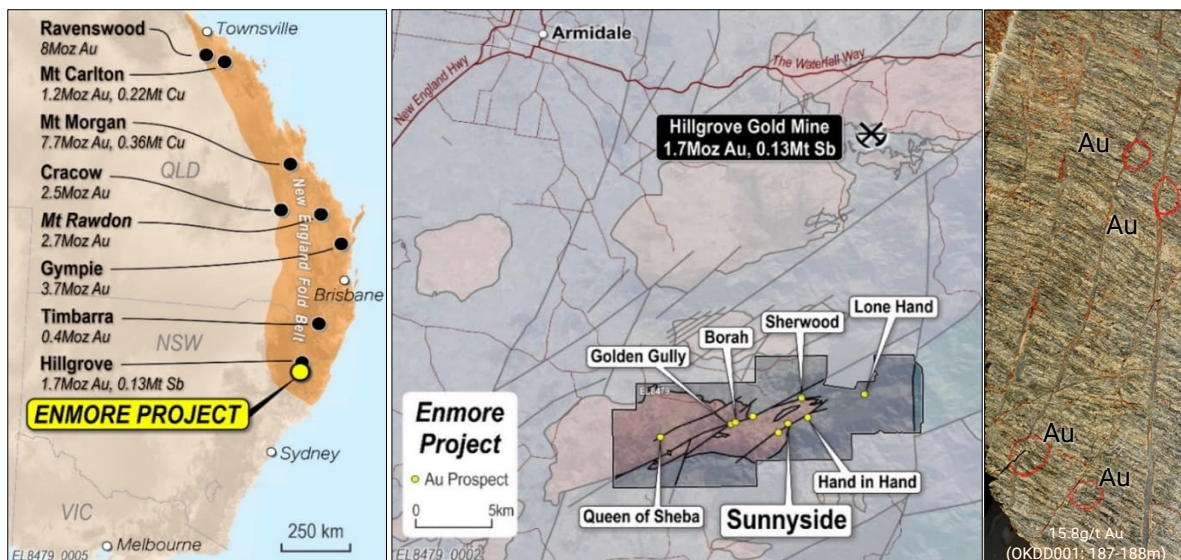 Ravenswood
8Moz Au
Townsville
Mt Carlton
1.2Moz Au, 0.22Mt Cu
Mt Morgan
7.7Moz Au, 0.36Mt Cu
QLD
Cracow
2.5Moz Au
Mt Rawdon
2.7Moz Au
New England Fold Belt
Gympie
3.7Moz Au
Brisbane
Timbarra
0.4Moz Au
NSW
Hillgrove
1.7Moz Au, 0.13Mt Sb
ENMORE PROJECT
Sydney
VIC
250 km
Melbourne
EL8479_0005
Armidale
New England Hwy
The Waterfall Way
Hillgrove Gold Mine
1.7Moz Au, 0.13Mt Sb
Lone Hand
Sherwood
Borah
Golden Gully
EL8479
Enmore
Project
Au Prospect
0 5km
Hand in Hand
Queen of Sheba
Sunnyside
EL8479_0002
Au
Au
Au
Au
15.8g/t Au
(OKDD001: 187-188m)